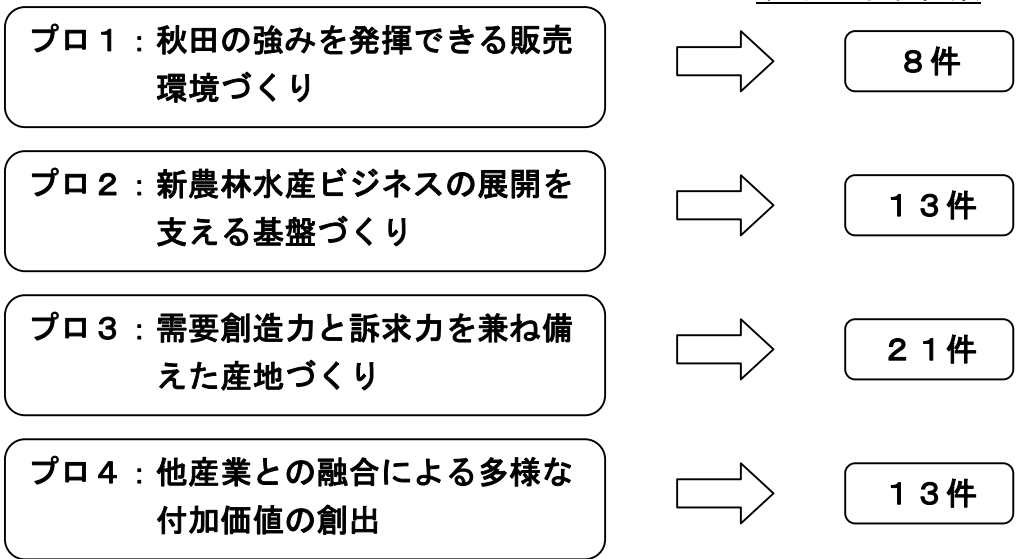 プロ１：秋田の強みを発揮できる販売
環境づくり
８件
プロ２：新農林水産ビジネスの展開を
支える基盤づくり
１３件
プロ３：需要創造力と訴求力を兼ね備
えた産地づくり
２１件
プロ４：他産業との融合による多様な
付加価値の創出
１３件